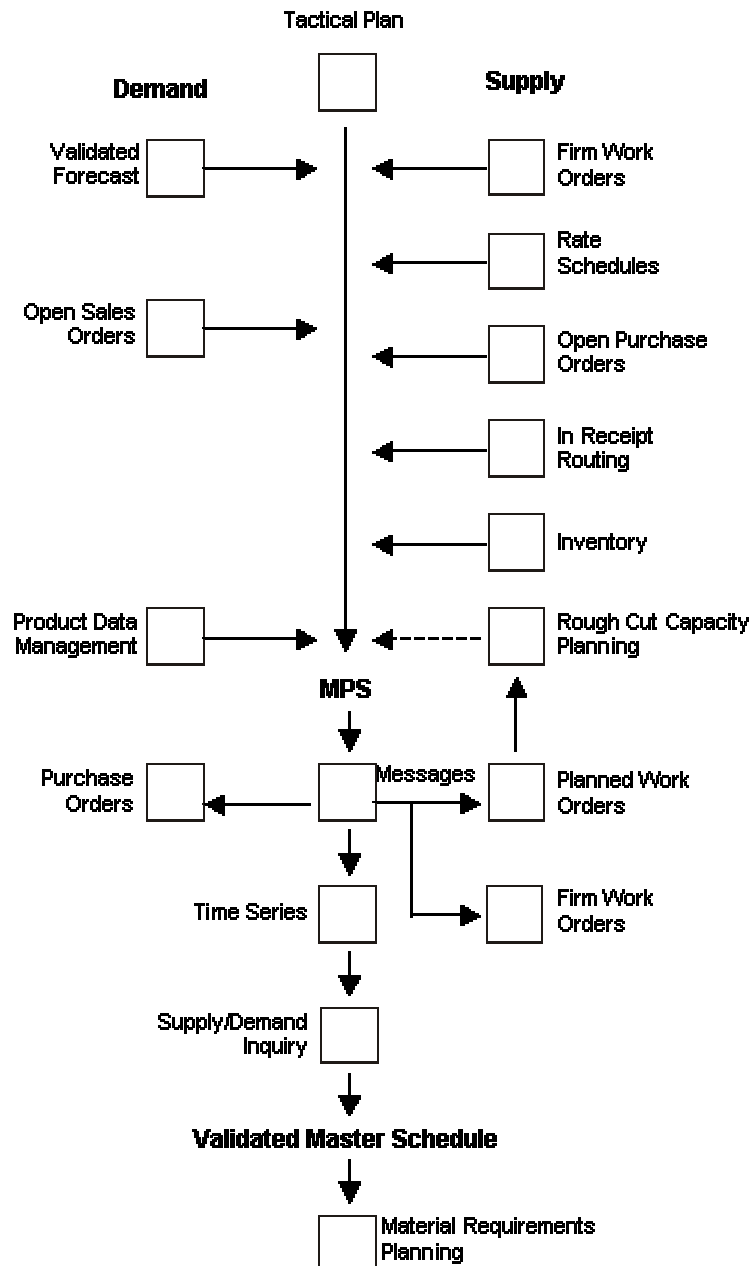 Tactical Plan
Demand
Supply
Validated
Forecast
Firm Work
Orders
Rate
Schedules
Open Sales
Orders
Open Purchase
Orders
In Receipt
Routing
Inventory
Product Data
Management
Rough Cut Capacity
Planning
MPS
Purchase
Orders
Messages
Planned Work
Orders
Time Series
Firm Work
Orders
Supply/Demand
Inquiry
Validated Master Schedule
Material Requirements
Planning